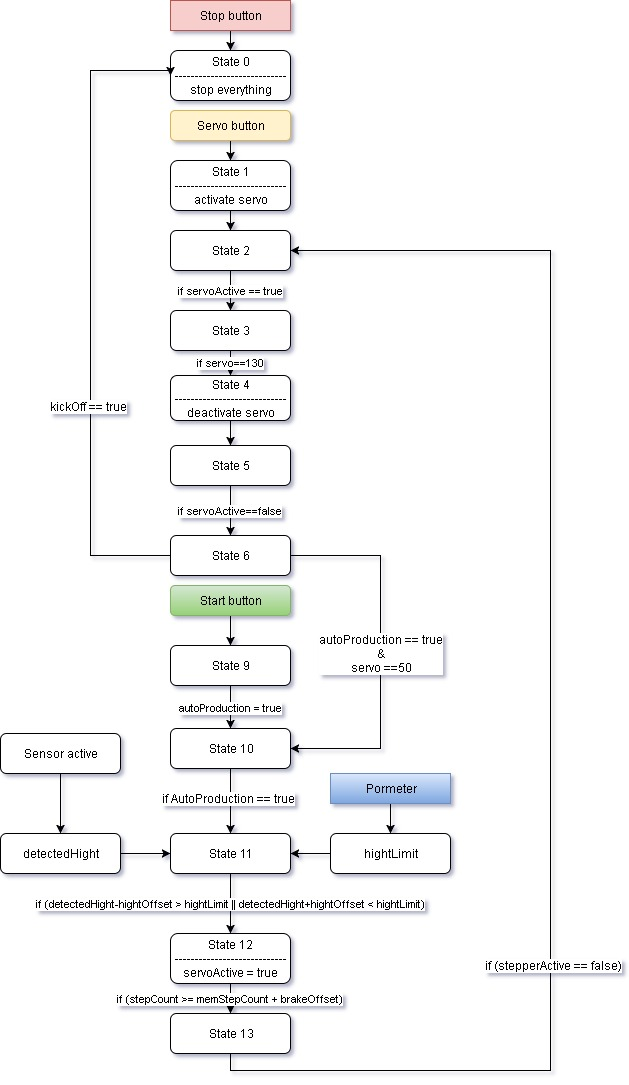 Stop button
State 0
stop everything
Servo button
State 1
activate servo
State 2
if servoActive == true
State 3
if servo==130
State 4
deactivate servo
kickOff == true
State 5
if servoActive==false
State 6
Start button
autoProduction == true
&
servo ==50
State 9
autoProduction = true
State 10
Sensor active
Pormeter
if AutoProduction == true
detectedHight
State 11
hightLimit
if (detectedHight-hightOffset > hightLimit || detectedHight+hightOffset < hightLimit)
State 12
servoActive = true
if (stepperActive == false)
if (stepCount >= memStepCount + brakeOffset)
State 13